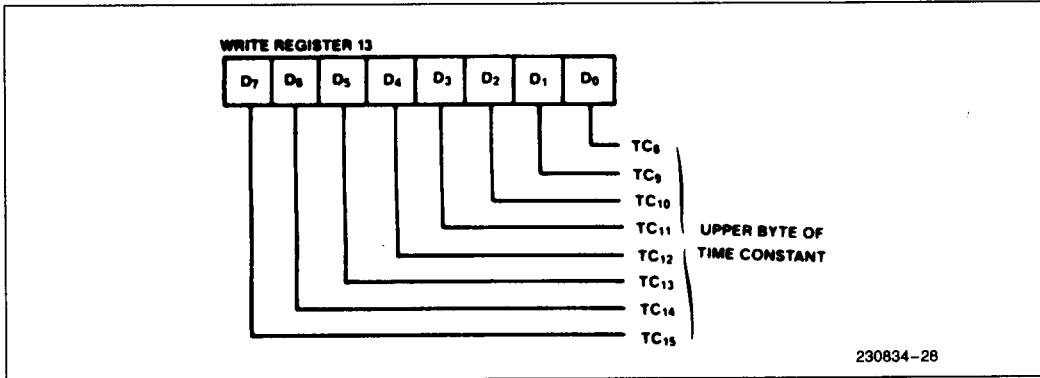 WRITE REGISTER 13
D7 D6 D5 D4 D3 D2 D1 D0
TC8
TC9
TC10
TC11
UPPER BYTE OF
TC12
TIME CONSTANT
TC13
TC14
TC15
230834-28